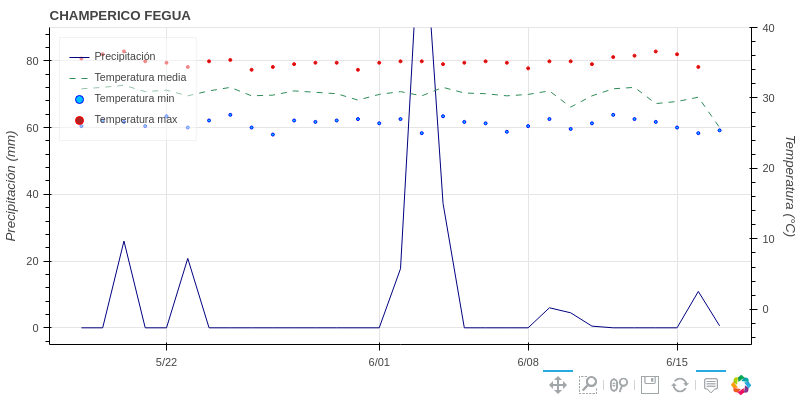 CHAMPERICO FEGUA
Precipitación
Temperatura media
Temperatura min
Temperatura max
Precipitación (mm)
80
60
40
20
0
40
30
20
10
0
Temperatura (°C)
5/22
6/01
6/08
6/15